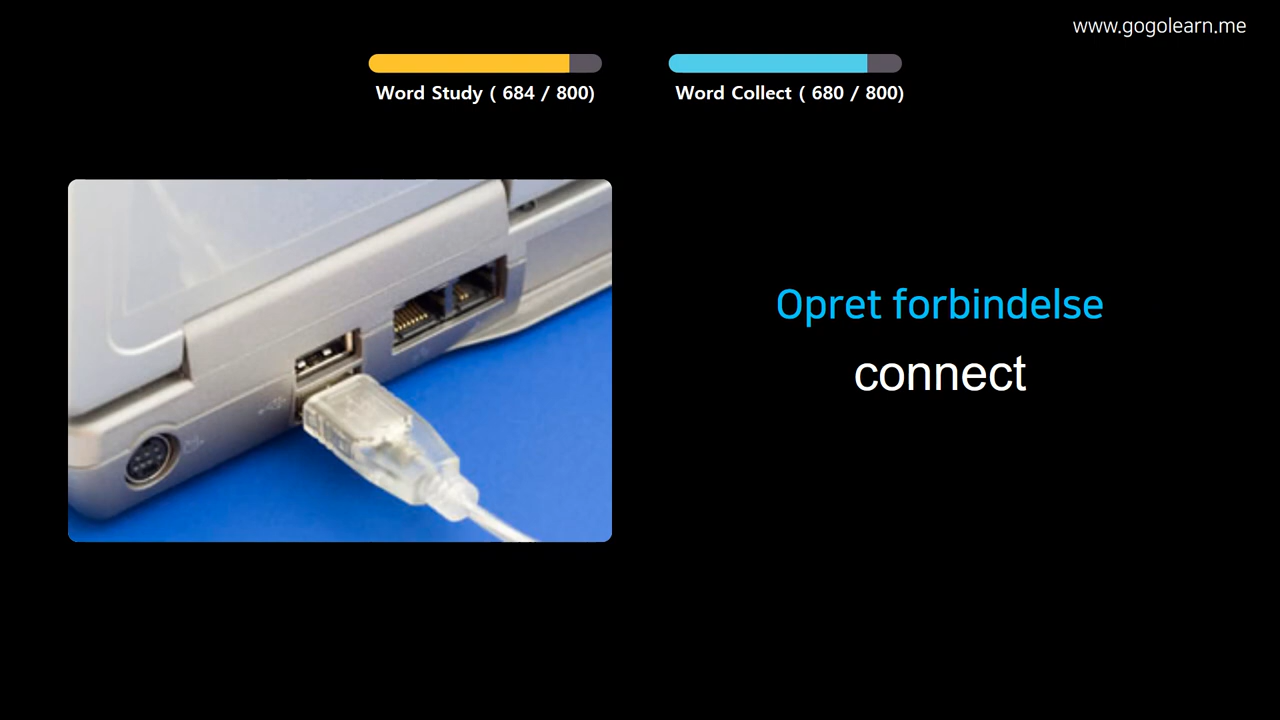 www.gogolearn.me
Word Study ( 684 / 800)
Word Collect ( 680 / 800)
Opret forbindelse
connect